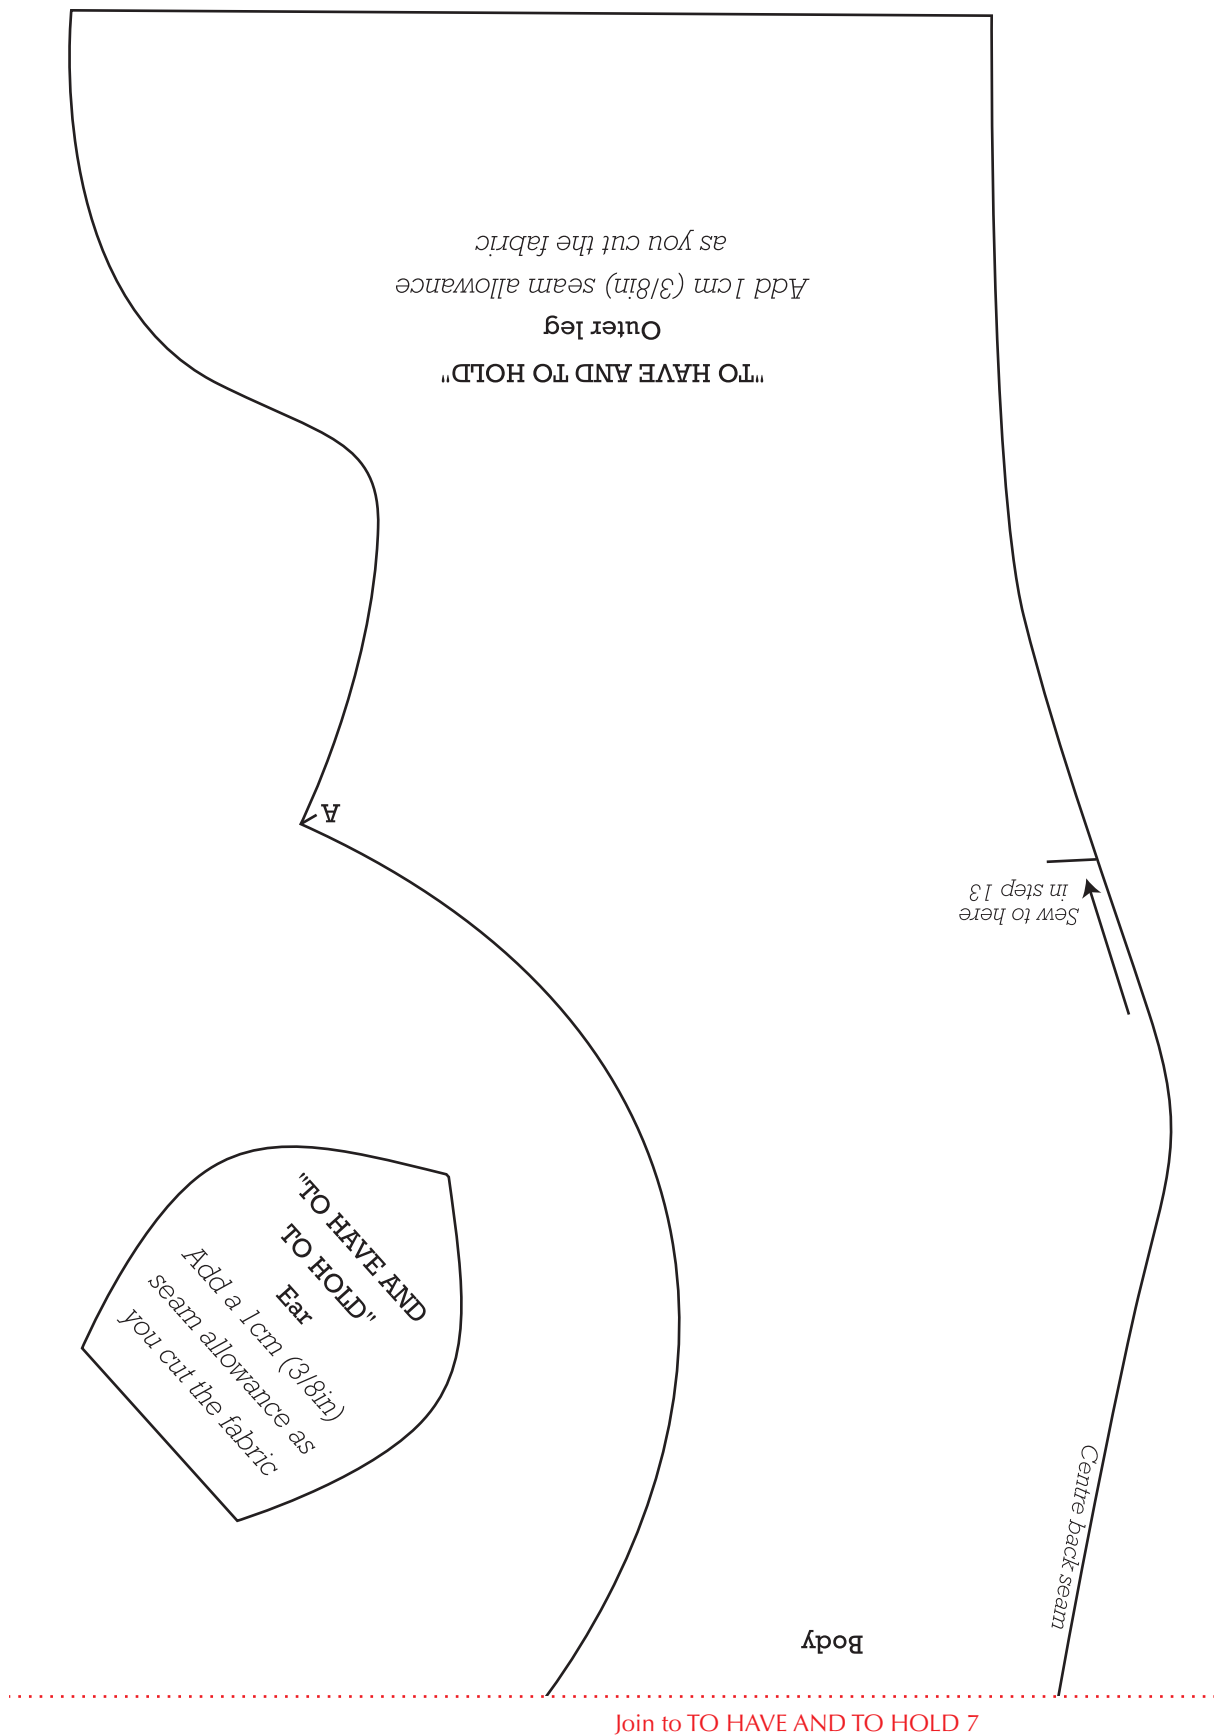 "TO HAVE AND TO HOLD"
Outer leg
Add 1cm (3/8in) seam allowance
as you cut the fabric
A
Sew to here
in step 13
"TO HAVE AND
TO HOLD"
Ear
Add a 1cm (3/8in)
seam allowance as
you cut the fabric
Centre back seam
Body
Join to TO HAVE AND TO HOLD 7